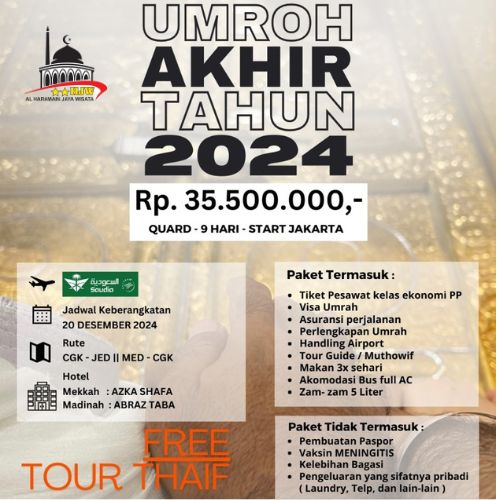 HJW
AL HARAMAIN JAYA WISATA
UMROH
AKHIR
TAHUN
2024
Rp. 35.500.000,-
QUARD - 9 HARI - START JAKARTA
السعودية
Saudia
Jadwal Keberangkatan
20 DESEMBER 2024
Rute
CGK - JED || MED - CGK
Hotel
Mekkah : AZKA SHAFA
Madinah : ABRAZ TABA
FREE
TOUR THAIF
Paket Termasuk :
• Tiket Pesawat kelas ekonomi PP
• Visa Umrah
• Asuransi perjalanan
• Perlengkapan Umrah
• Handling Airport
• Tour Guide / Muthowif
• Makan 3x sehari
• Akomodasi Bus full AC
• Zam- zam 5 Liter
Paket Tidak Termasuk :
• Pembuatan Paspor
• Vaksin MENINGITIS
• Kelebihan Bagasi
• Pengeluaran yang sifatnya pribadi
( Laundry, Telp, dan lain-lain )